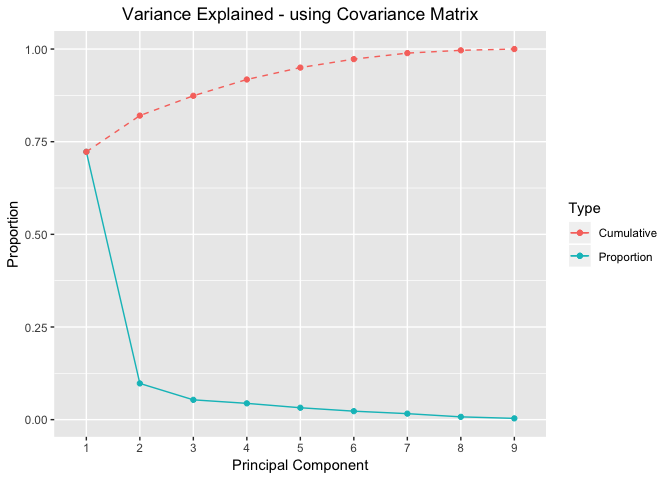 Variance Explained - using Covariance Matrix
1.00
0.75
0.50
0.25
0.00
Proportion
1 2 3 4 5 6 7 8 9
Principal Component
Type
Cumulative
Proportion